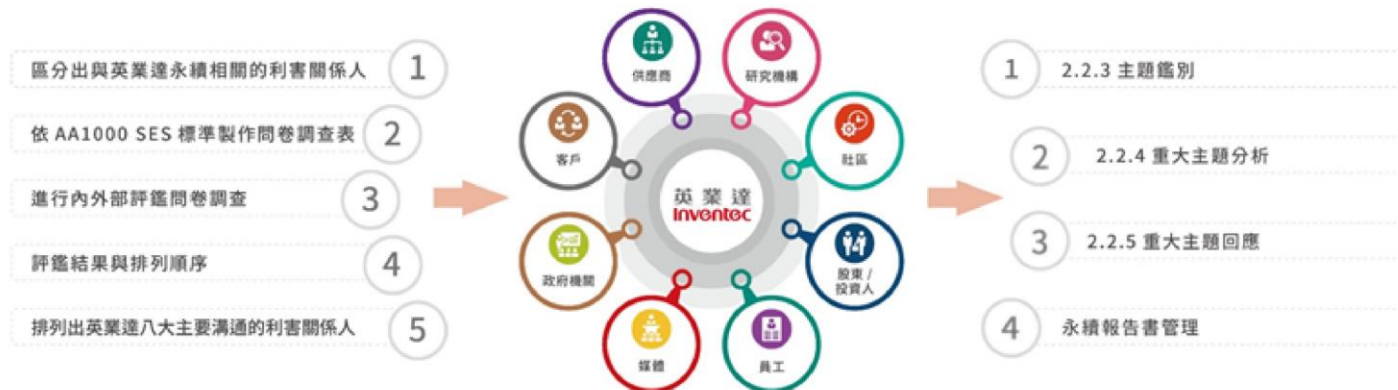 區分出與英業達永續相關的利害關係人
1
依 AA1000 SES 標準製作問卷調查表
2
進行內外部評鑑問卷調查
3
評鑑結果與排列順序
4
排列出英業達八大主要溝通的利害關係人
5
供應商
研究機構
客戶
社區
英業達
Inventec
政府機關
股東 /
投資人
媒體
員工
1
2.2.3 主題鑑別
2
2.2.4 重大主題分析
3
2.2.5 重大主題回應
4
永續報告書管理